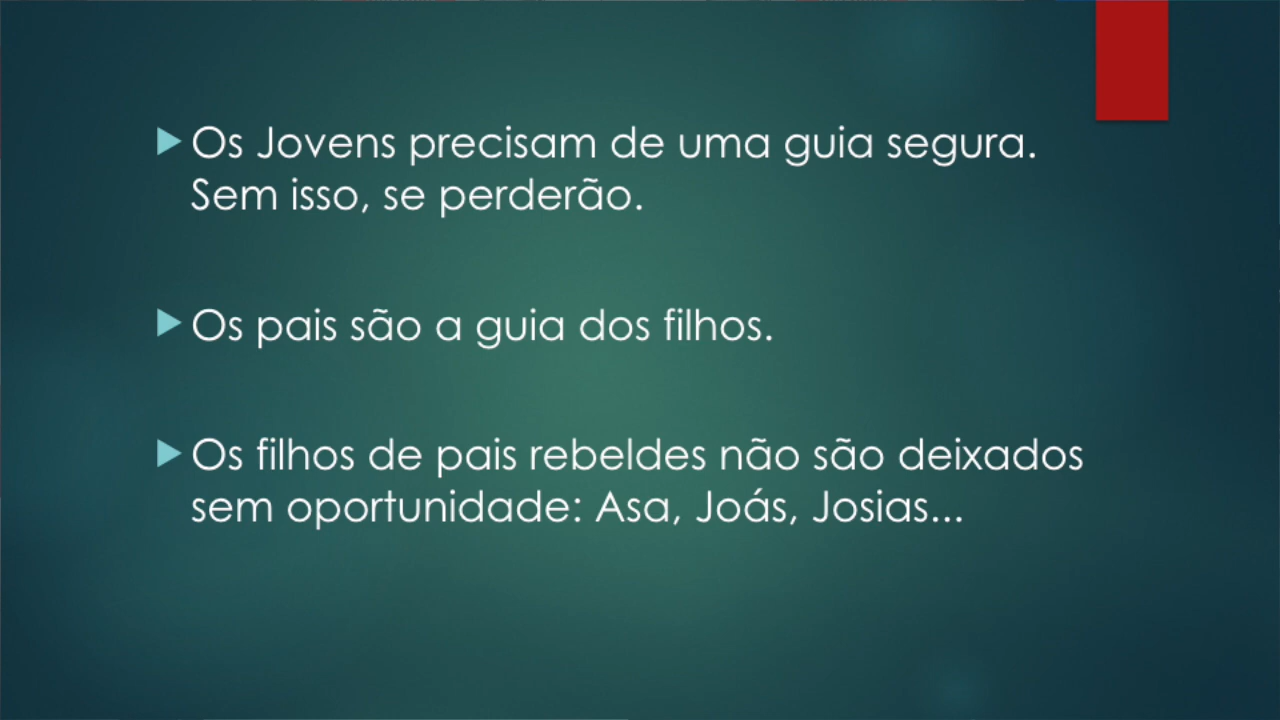 Os Jovens precisam de uma guia segura.
Sem isso, se perderão.
Os pais são a guia dos filhos.
Os filhos de pais rebeldes não são deixados
sem oportunidade: Asa, Joás, Josias...